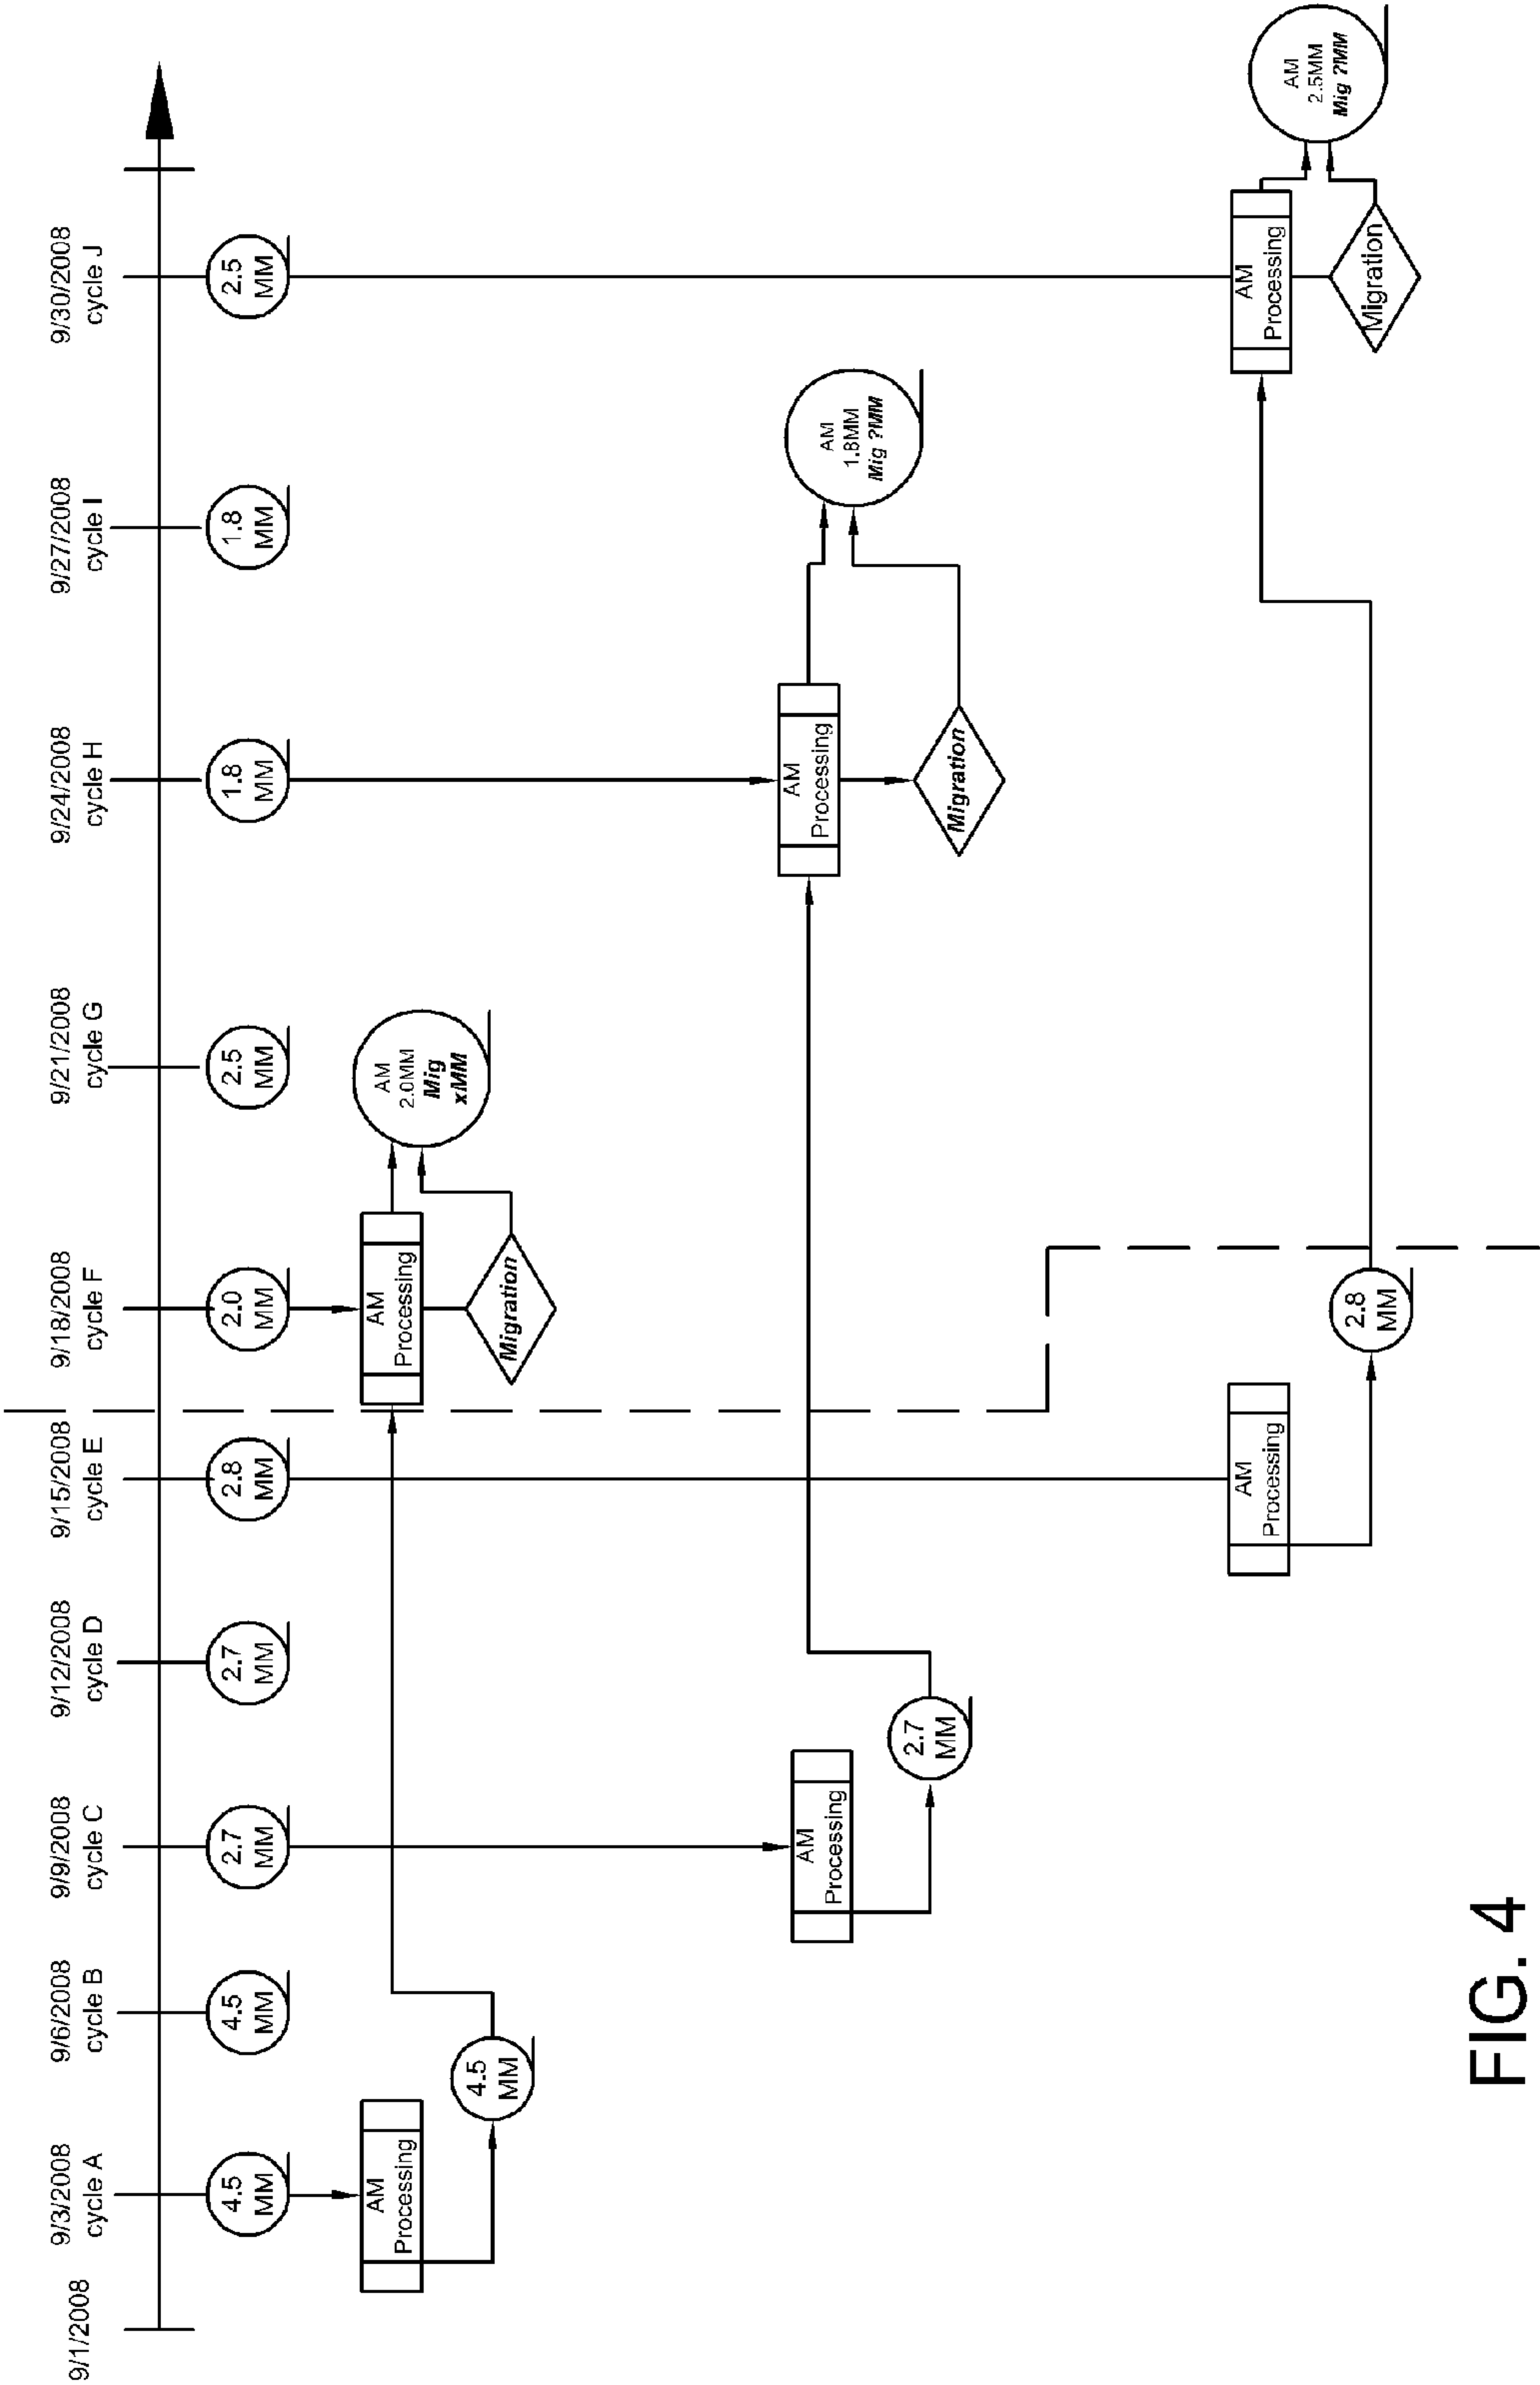 9/1/2008
9/3/2008
cycle A
9/6/2008
cycle B
9/9/2008
cycle C
9/12/2008
cycle D
9/15/2008
cycle E
9/18/2008
cycle F
9/21/2008
cycle G
9/24/2008
cycle H
9/27/2008
cycle I
9/30/2008
cycle J
4.5
MM
4.5
MM
2.7
MM
2.7
MM
2.8
MM
2.0
MM
2.5
MM
1.8
MM
1.8
MM
2.5
MM
AM
Processing
4.5
MM
AM
Processing
Migration
AM
2.0MM
Mig
xMM
AM
Processing
2.7
MM
AM
Processing
Migration
AM
1.8MM
Mig ?MM
AM
Processing
2.8
MM
AM
Processing
Migration
AM
2.5MM
Mig ?MM
FIG. 4